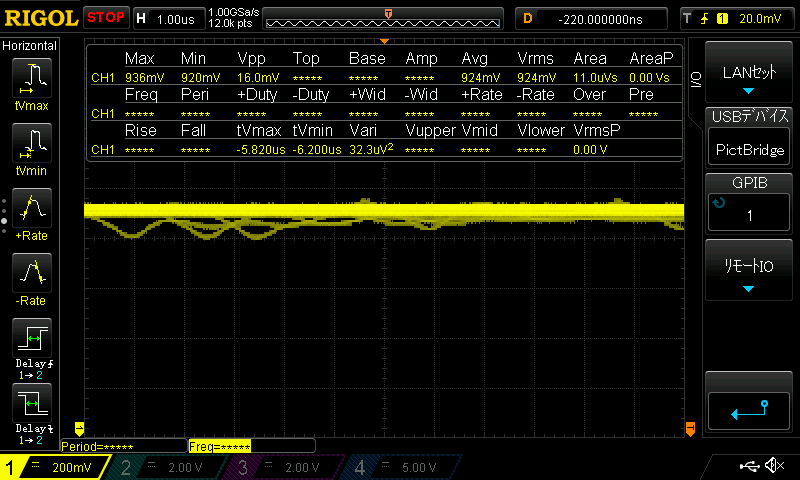 RIGOL STOP H 1.00us 1.00GSa/s 12.0k pts T D -220.000000ns T 1 20.0mV
Horizontal
tVmax
tVmin
+Rate
-Rate
Delay
1→2
Delay
1→2
Max Min Vpp Top Base Amp Avg Vrms Area AreaP
CH1 936mV 920mV 16.0mV ***** ***** ***** 924mV 924mV 11.0uVs 0.00 Vs
Freq Peri +Duty -Duty +Wid -Wid +Rate -Rate Over Pre
CH1 ***** ***** ***** ***** ***** ***** ***** ***** ***** *****
Rise Fall tVmax tVmin Vari Vupper Vmid Vlower VrmsP
CH1 ***** ***** -5.820us -6.200us 32.3uV² ***** ***** ***** 0.00 V
I/O
LANセット
USBデバイス
PictBridge
GPIB
1
リモートIO
T
Period=***** Freq=*****
1 200mV 2 2.00 V 3 2.00 V 4 5.00 V